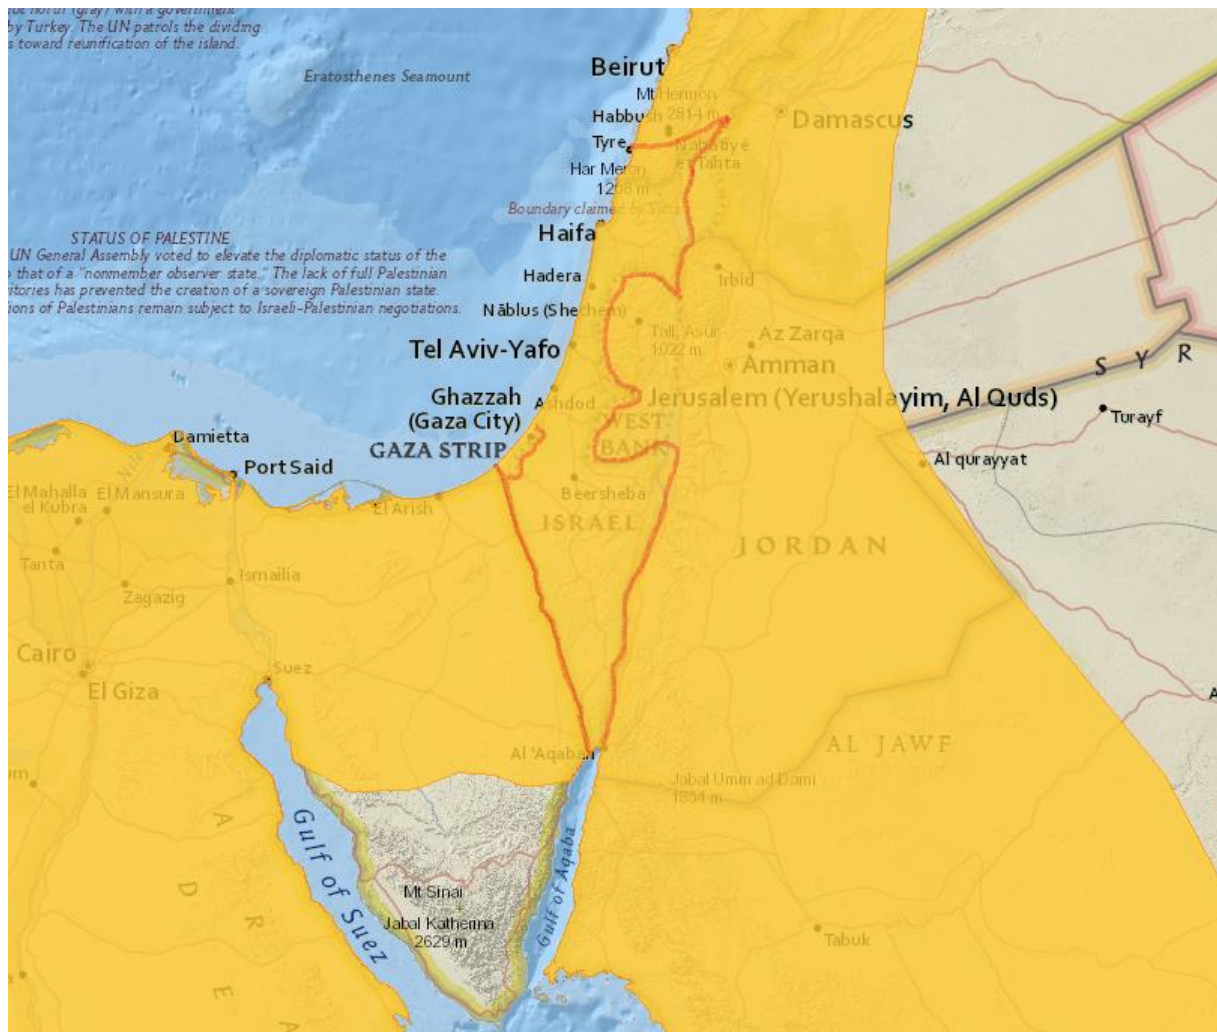 by Turkey. The UN patrols the dividing
s toward reunification of the island.
Eratosthenes Seamount
Beirut
Mt Hermon
2814 m
Habbush
Damascus
Tyre
Nabatiyé
et Tahta
Har Meron
1208 m
Boundary claimed by
STATUS OF PALESTINE
UN General Assembly voted to elevate the diplomatic status of the
that of a "nonmember observer state." The lack of full Palestinian
itories has prevented the creation of a sovereign Palestinian state.
ions of Palestinians remain subject to Israeli-Palestinian negotiations.
Haifa
Hadera
Irbid
Nāblus (Shechem)
Tall Asur
1022 m
Az Zarqa
Tel Aviv-Yafo
Amman
S Y R
Ghazzah
(Gaza City)
Ashdod
Jerusalem (Yerushalayim, Al Quds)
Turayf
WEST
BANK
GAZA STRIP
Damietta
Port Said
Al qurayyat
El Mahalla
el Kubra
El Mansura
El Arish
Beersheba
ISRAEL
JORDAN
Tanta
Ismailia
Zagazig
Cairo
El Giza
Suez
Al 'Aqabah
AL JAWF
um
Jabal Umm ad Dami
1854 m
Gulf of Suez
Gulf of Aqaba
Mt Sinai
Jabal Katherina
2629 m
Tabuk
A
D R
E A